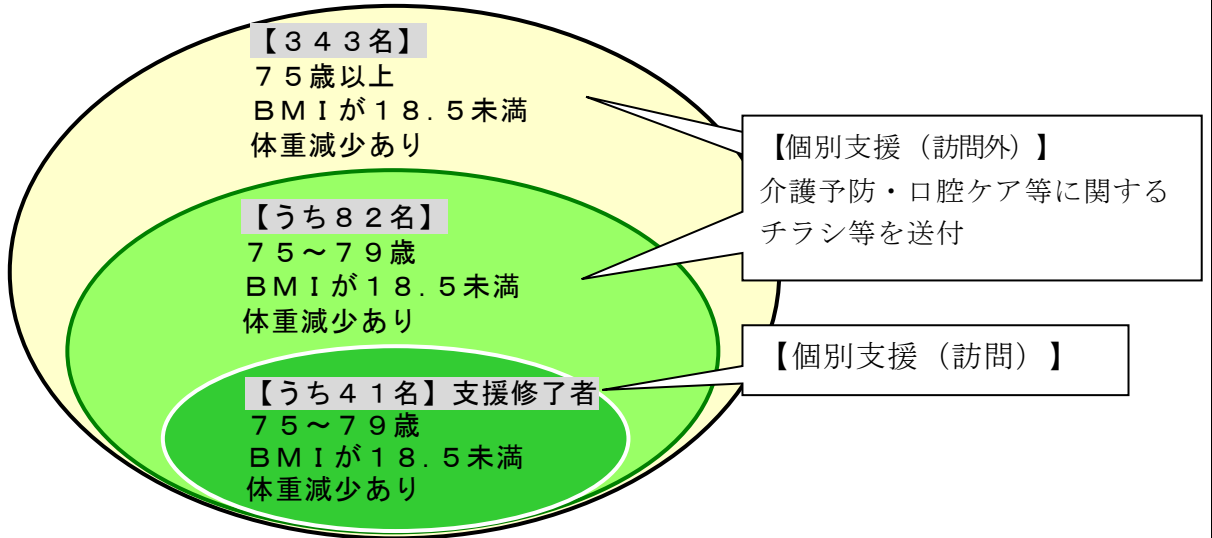 【３４３名】
７５歳以上
ＢＭＩが１８．５未満
体重減少あり
【個別支援（訪問外）】
介護予防・口腔ケア等に関する
チラシ等を送付
【うち８２名】
７５～７９歳
ＢＭＩが１８．５未満
体重減少あり
【個別支援（訪問）】
【うち４１名】支援修了者
７５～７９歳
ＢＭＩが１８．５未満
体重減少あり